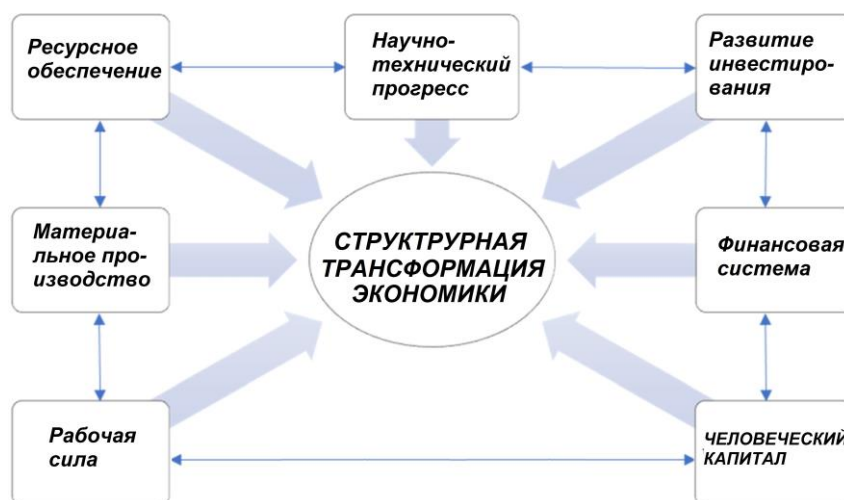 Ресурсное
обеспечение
Научно-
технический
прогресс
Развитие
инвестиро-
вания
Материа-
льное про-
изводство
СТРУКТРУРНАЯ
ТРАНСФОРМАЦИЯ
ЭКОНОМИКИ
Финансовая
система
Рабочая
сила
ЧЕЛОВЕЧЕСКИЙ
КАПИТАЛ